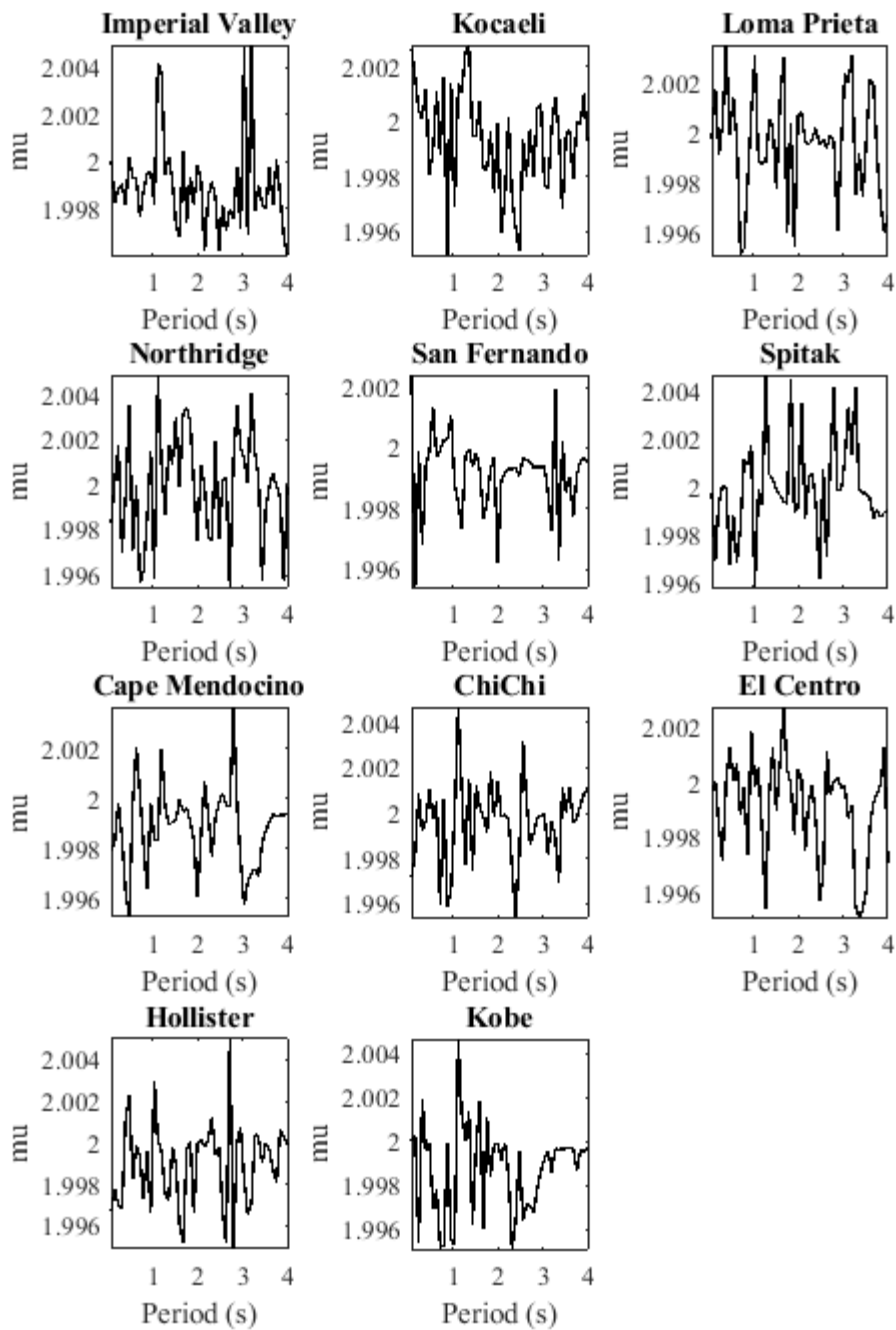 Imperial Valley
Kocaeli
Loma Prieta
2.004
2.002
2
1.998
mu
1 2 3 4
Period (s)
2.002
2
1.998
1.996
mu
1 2 3 4
Period (s)
2.002
2
1.998
1.996
mu
1 2 3 4
Period (s)
Northridge
San Fernando
Spitak
2.004
2.002
2
1.998
1.996
mu
1 2 3 4
Period (s)
2.002
2
1.998
1.996
mu
1 2 3 4
Period (s)
2.004
2.002
2
1.998
1.996
mu
1 2 3 4
Period (s)
Cape Mendocino
ChiChi
El Centro
2.002
2
1.998
1.996
mu
1 2 3 4
Period (s)
2.004
2.002
2
1.998
1.996
mu
1 2 3 4
Period (s)
2.002
2
1.998
1.996
mu
1 2 3 4
Period (s)
Hollister
Kobe
2.004
2.002
2
1.998
1.996
mu
1 2 3 4
Period (s)
2.004
2.002
2
1.998
1.996
mu
1 2 3 4
Period (s)